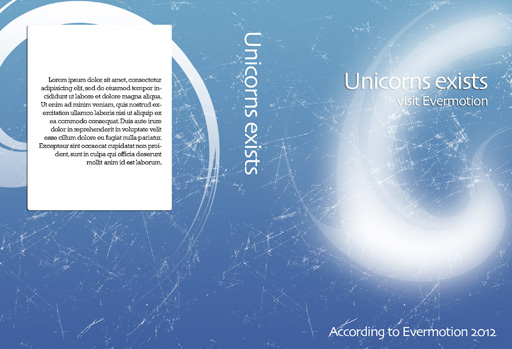 Lorem ipsum dolor sit amet, consectetur
adipisicing elit, sed do eiusmod tempor in-
cididunt ut labore et dolore magna aliqua.
Ut enim ad minim veniam, quis nostrud ex-
ercitation ullamco laboris nisi ut aliquip ex
ea commodo consequat. Duis aute irure
dolor in reprehenderit in voluptate velit
esse cillum dolore eu fugiat nulla pariatur.
Excepteur sint occaecat cupidatat non proi-
dent, sunt in culpa qui officia deserunt
mollit anim id est laborum.
Unicorns exists
Unicorns exists
visit Evermotion
According to Evermotion 2012